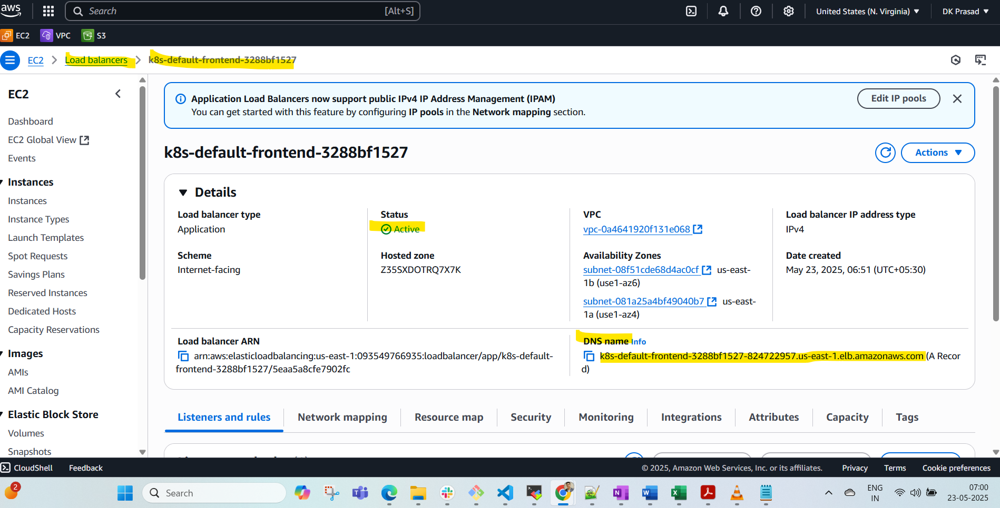 aws
Search [Alt+S]
United States (N. Virginia)
DK Prasad
EC2 VPC S3
EC2 Load balancers k8s-default-frontend-3288bf1527
EC2
Dashboard
EC2 Global View
Events
Instances
Instances
Instance Types
Launch Templates
Spot Requests
Savings Plans
Reserved Instances
Dedicated Hosts
Capacity Reservations
Images
AMIs
AMI Catalog
Elastic Block Store
Volumes
Snapshots
Application Load Balancers now support public IPv4 IP Address Management (IPAM)
You can get started with this feature by configuring IP pools in the Network mapping section.
Edit IP pools
k8s-default-frontend-3288bf1527
Actions
Details
Load balancer type
Application
Status
Active
VPC
vpc-0a4641920f131e068
Load balancer IP address type
IPv4
Scheme
Internet-facing
Hosted zone
Z35SXDOTRQ7X7K
Availability Zones
subnet-08f51cde68d4ac0cf us-east-
1b (use1-az6)
subnet-081a25a4bf49040b7 us-east-
1a (use1-az4)
Date created
May 23, 2025, 06:51 (UTC+05:30)
Load balancer ARN
arn:aws:elasticloadbalancing:us-east-1:093549766935:loadbalancer/app/k8s-default-
frontend-3288bf1527/5eaa5a8cfe7902fc
DNS name Info
k8s-default-frontend-3288bf1527-824722957.us-east-1.elb.amazonaws.com (A Recor
d)
Listeners and rules Network mapping Resource map Security Monitoring Integrations Attributes Capacity Tags
CloudShell Feedback © 2025, Amazon Web Services, Inc. or its affiliates. Privacy Terms Cookie preferences
2
Search
ENG
IN
07:00
23-05-2025